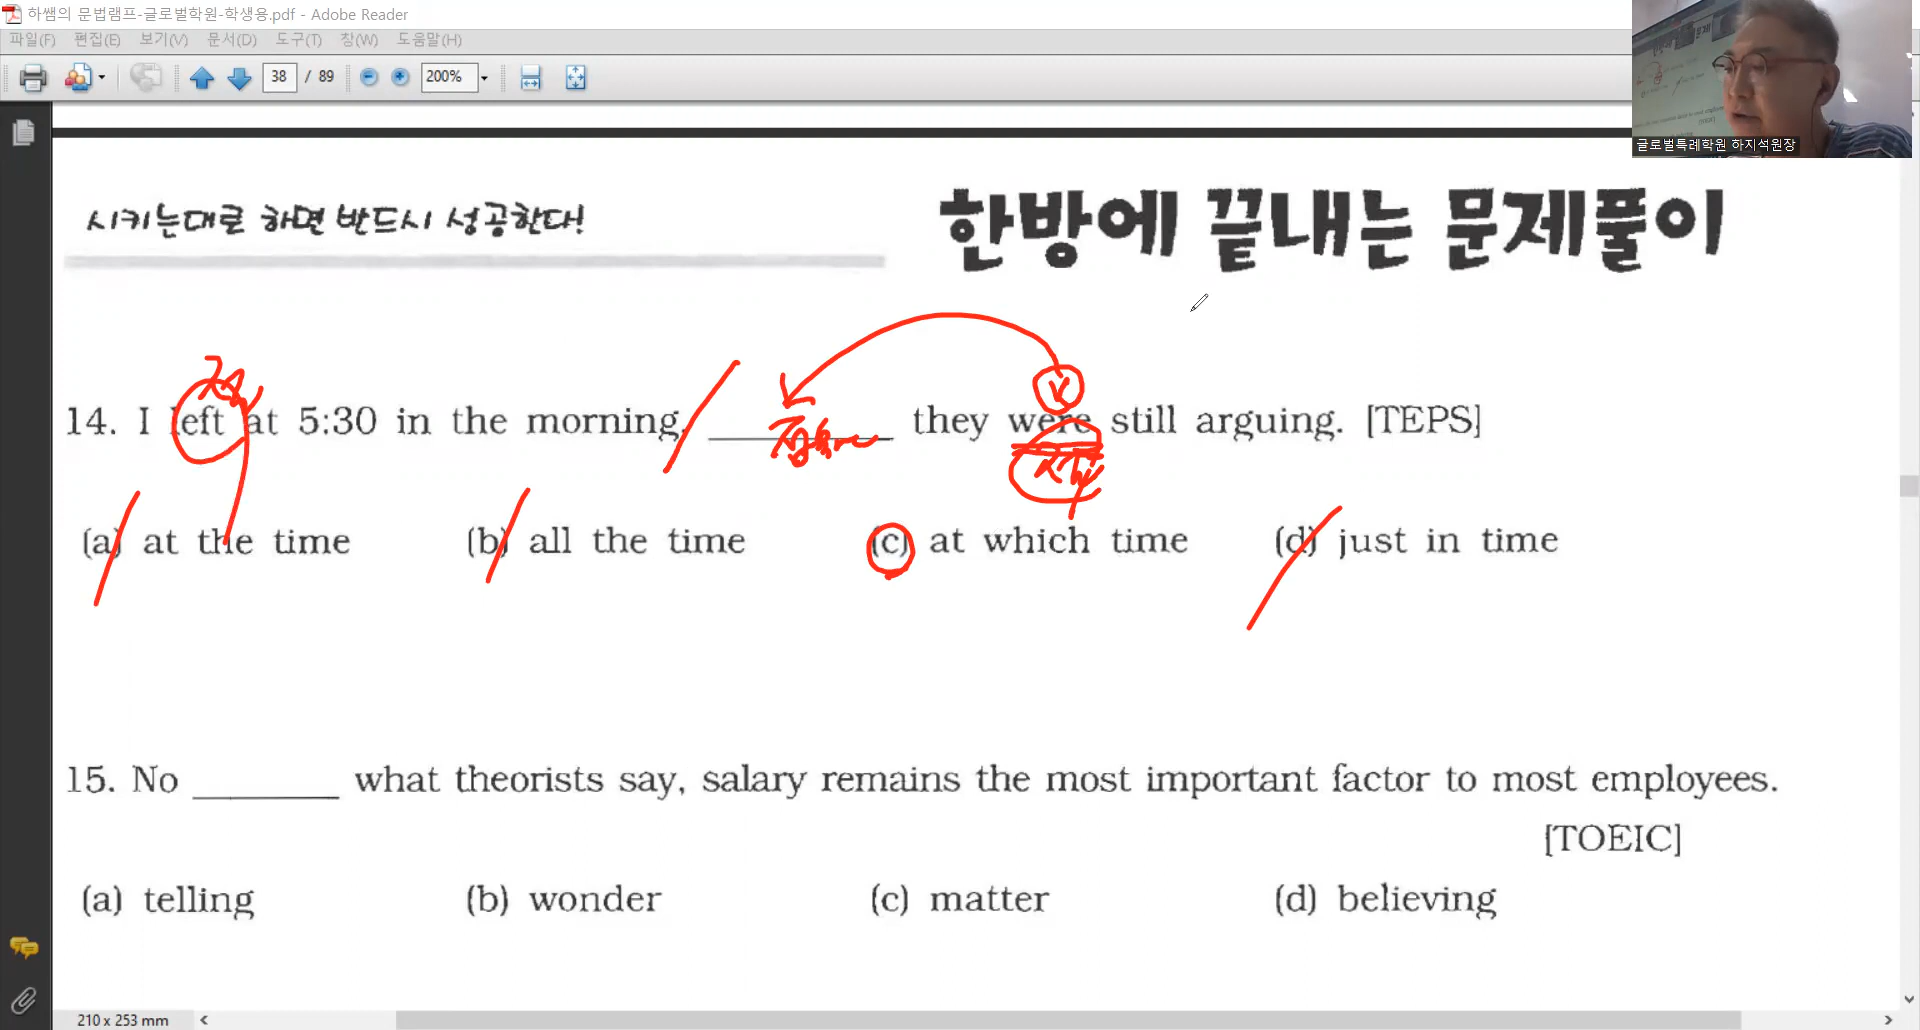 하쌤의 문법램프-글로벌학원-학생용.pdf - Adobe Reader
파일(F) 편집(E) 보기(V) 문서(D) 도구(T) 창(W) 도움말(H)
38 / 89 200%
글로벌특례학원 하지석원장
시키는대로 하면 반드시 성공한다!
한방에 끝내는 문제풀이
14. I left at 5:30 in the morning, ________ they were still arguing. [TEPS]
(a) at the time (b) all the time (c) at which time (d) just in time
15. No ________ what theorists say, salary remains the most important factor to most employees.
[TOEIC]
(a) telling (b) wonder (c) matter (d) believing
210 x 253 mm